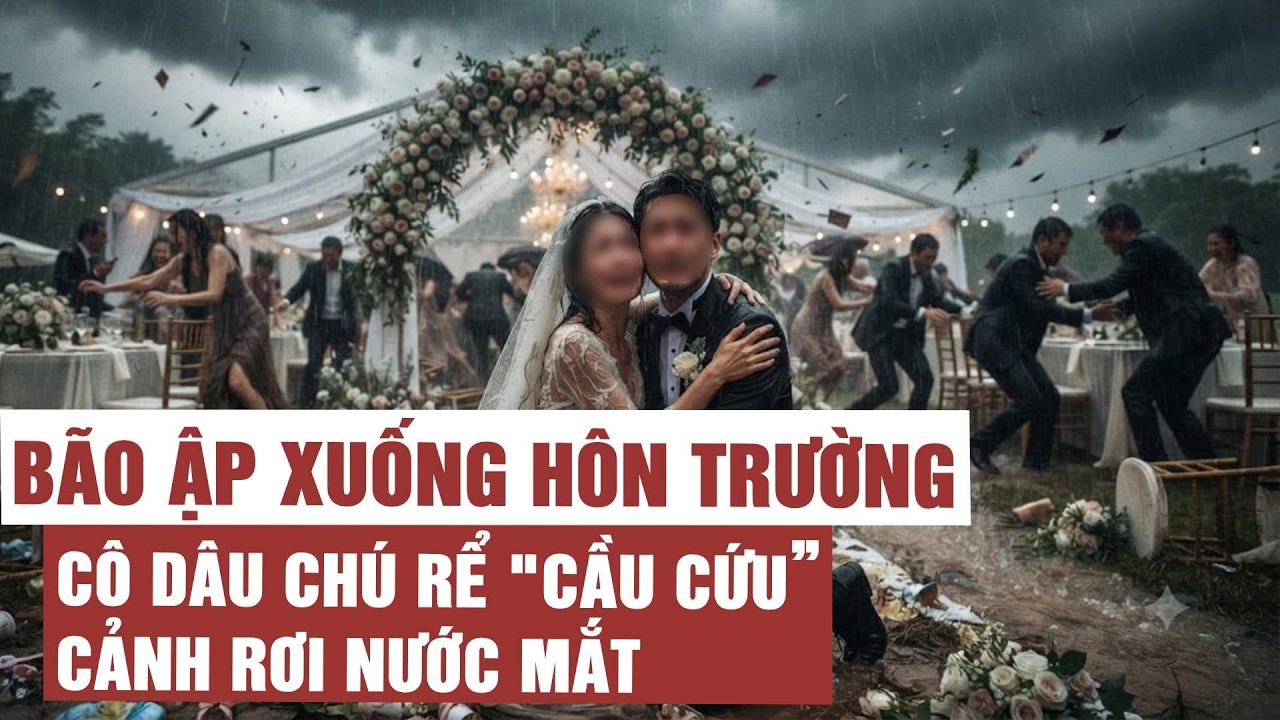 BÃO ẬP XUỐNG HÔN TRƯỜNG
CÔ DÂU CHÚ RỂ "CẦU CỨU”
CẢNH RƠI NƯỚC MẮT